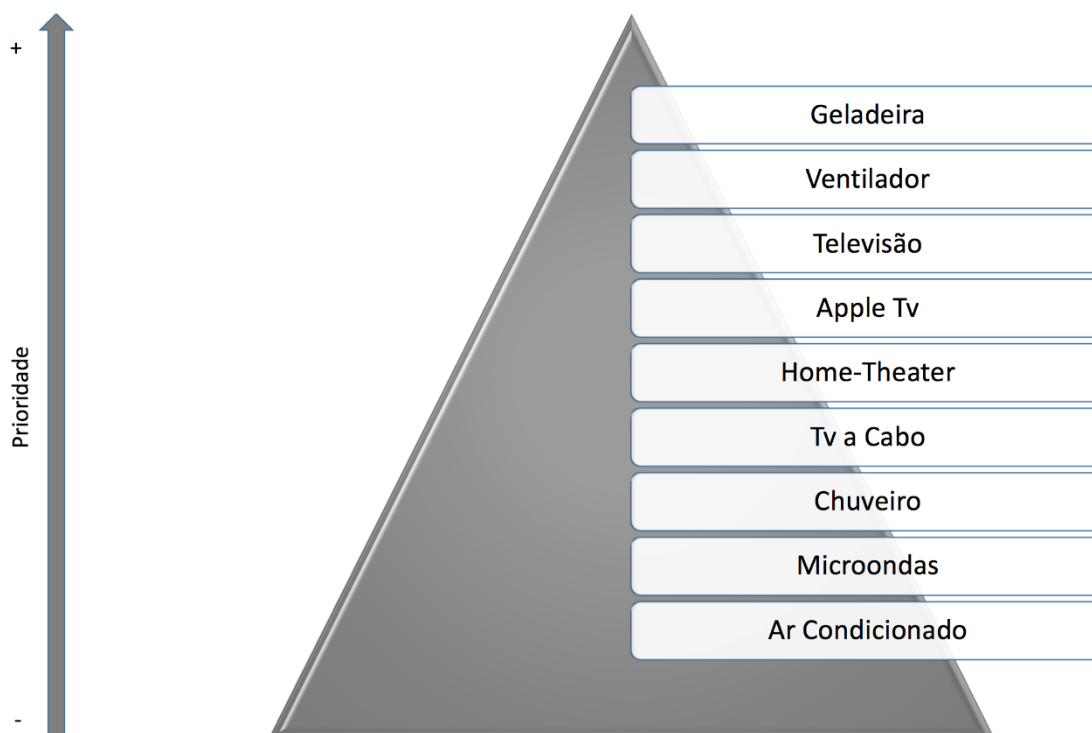 +
Geladeira
Ventilador
Televisão
Apple Tv
Home-Theater
Prioridade
Tv a Cabo
Chuveiro
Microondas
Ar Condicionado
-